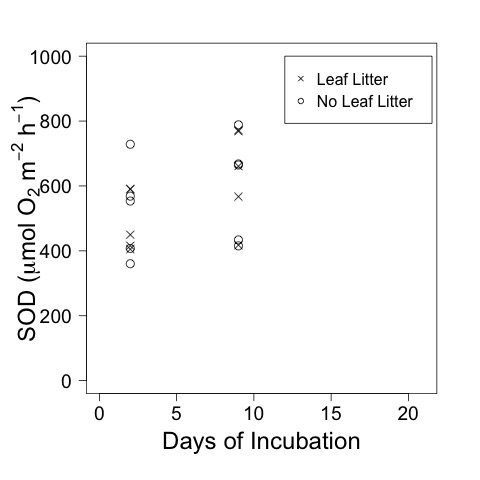 1000
800
600
400
200
0
SOD (μmol O₂ m⁻² h⁻¹)
Leaf Litter
No Leaf Litter
0 5 10 15 20
Days of Incubation